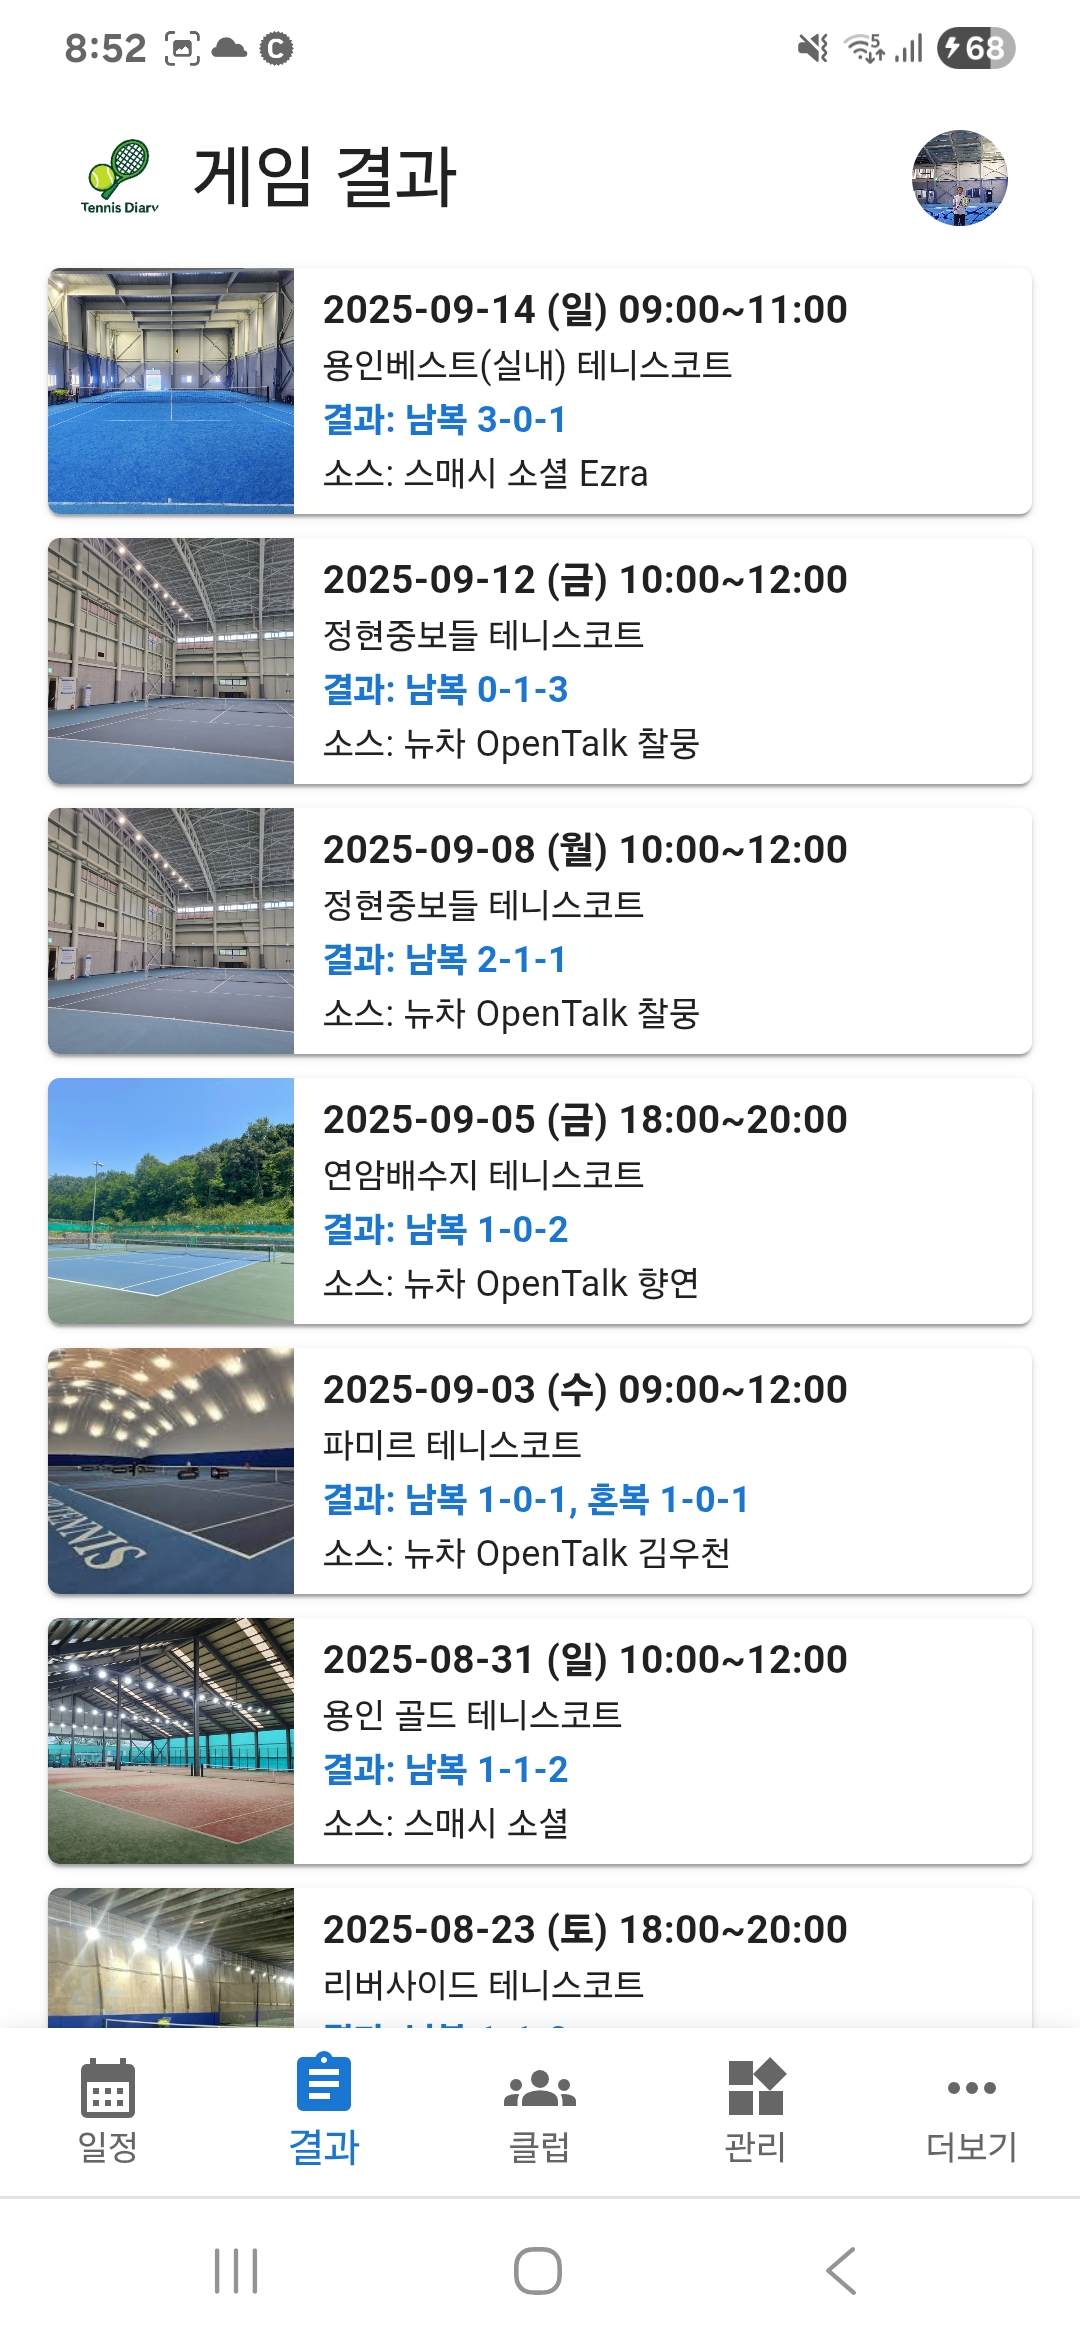 8:52
68
Tennis Diary
게임 결과
2025-09-14 (일) 09:00~11:00
용인베스트(실내) 테니스코트
결과: 남복 3-0-1
소스: 스매시 소셜 Ezra
2025-09-12 (금) 10:00~12:00
정현중보들 테니스코트
결과: 남복 0-1-3
소스: 뉴차 OpenTalk 찰뭉
2025-09-08 (월) 10:00~12:00
정현중보들 테니스코트
결과: 남복 2-1-1
소스: 뉴차 OpenTalk 찰뭉
2025-09-05 (금) 18:00~20:00
연암배수지 테니스코트
결과: 남복 1-0-2
소스: 뉴차 OpenTalk 향연
2025-09-03 (수) 09:00~12:00
파미르 테니스코트
결과: 남복 1-0-1, 혼복 1-0-1
소스: 뉴차 OpenTalk 김우천
TENNIS
2025-08-31 (일) 10:00~12:00
용인 골드 테니스코트
결과: 남복 1-1-2
소스: 스매시 소셜
2025-08-23 (토) 18:00~20:00
리버사이드 테니스코트
일정
결과
클럽
관리
더보기